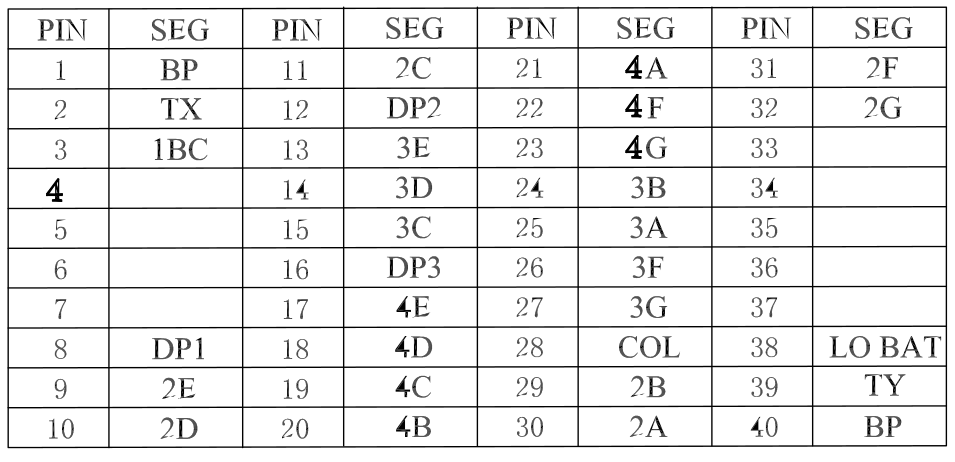 PIN SEG PIN SEG PIN SEG PIN SEG
1 BP 11 2C 21 4A 31 2F
2 TX 12 DP2 22 4F 32 2G
3 1BC 13 3E 23 4G 33
4 14 3D 24 3B 34
5 15 3C 25 3A 35
6 16 DP3 26 3F 36
7 17 4E 27 3G 37
8 DP1 18 4D 28 COL 38 LO BAT
9 2E 19 4C 29 2B 39 TY
10 2D 20 4B 30 2A 40 BP